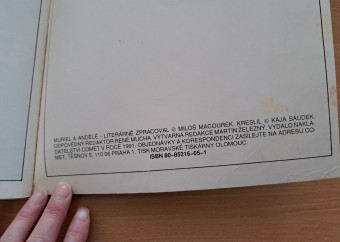 MURIEL A ANDĚLÉ - LITERÁRNĚ ZPRACOVAL © MILOŠ MACOUREK. KRESLIL © KÁJA SAUDEK.
ODPOVĚDNÝ REDAKTOR RENÉ MUCHA. VÝTVARNÁ REDAKCE MARTIN ŽELEZNÝ. VYDALO NAKLA-
DATELSTVÍ COMET V ROCE 1991. OBJEDNÁVKY A KORESPONDENCI ZASÍLEJTE NA ADRESU CO-
MET, TĚŠNOV 5, 110 06 PRAHA 1. TISK MORAVSKÉ TISKÁRNY OLOMOUC.
ISBN 80-85216-05-1